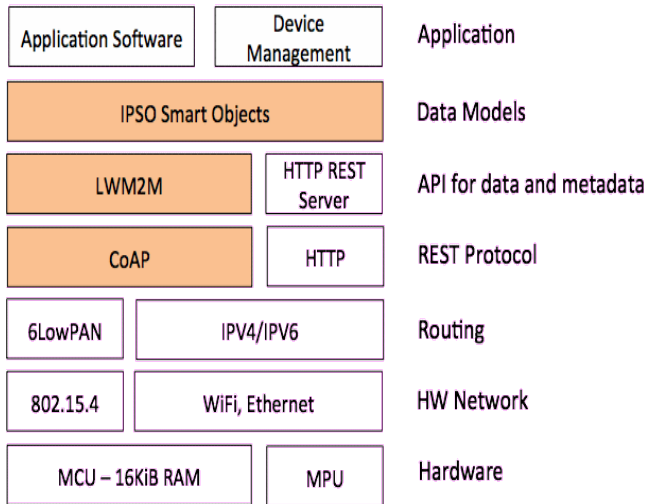 Application Software
Device
Management
Application
IPSO Smart Objects
Data Models
LWM2M
HTTP REST
Server
API for data and metadata
CoAP
HTTP
REST Protocol
6LowPAN
IPV4/IPV6
Routing
802.15.4
WiFi, Ethernet
HW Network
MCU – 16KiB RAM
MPU
Hardware